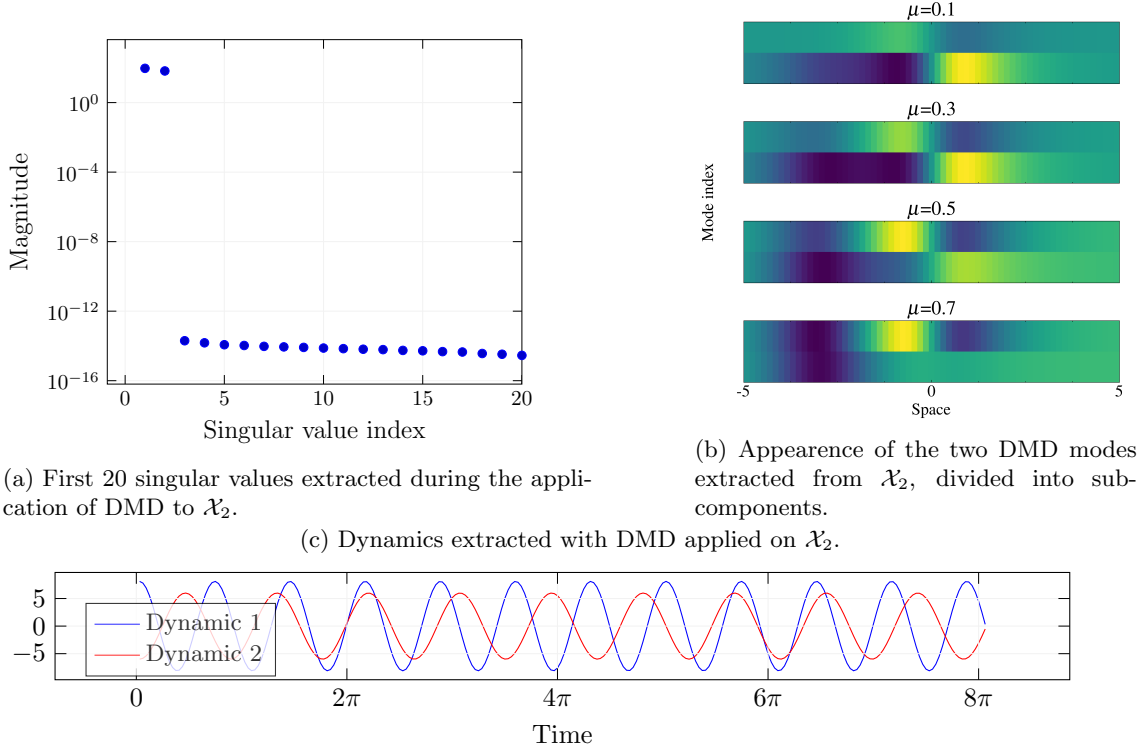 10⁰
10⁻⁴
10⁻⁸
10⁻¹²
10⁻¹⁶
Magnitude
0
5
10
15
20
Singular value index
(a) First 20 singular values extracted during the appli-
cation of DMD to 𝒳₂.
μ=0.1
μ=0.3
μ=0.5
μ=0.7
Mode index
-5
0
5
Space
(b) Appearence of the two DMD modes
extracted from 𝒳₂, divided into sub-
components.
(c) Dynamics extracted with DMD applied on 𝒳₂.
5
0
−5
Dynamic 1
Dynamic 2
0
2π
4π
6π
8π
Time